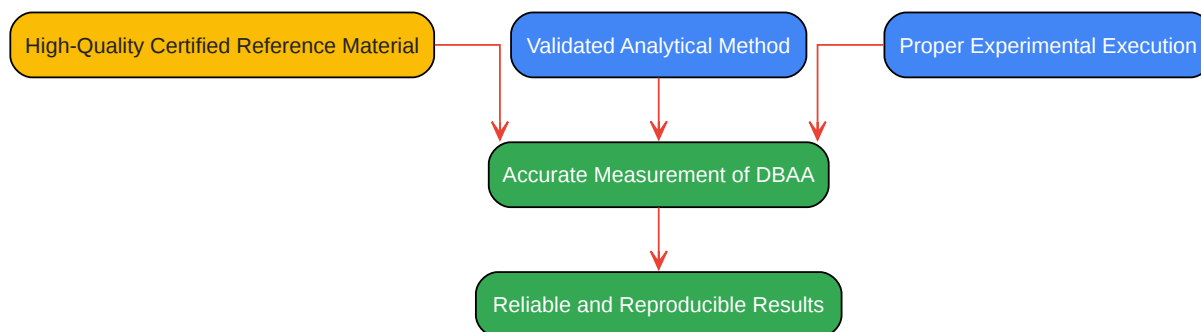 High-Quality Certified Reference Material
Validated Analytical Method
Proper Experimental Execution
Accurate Measurement of DBAA
Reliable and Reproducible Results